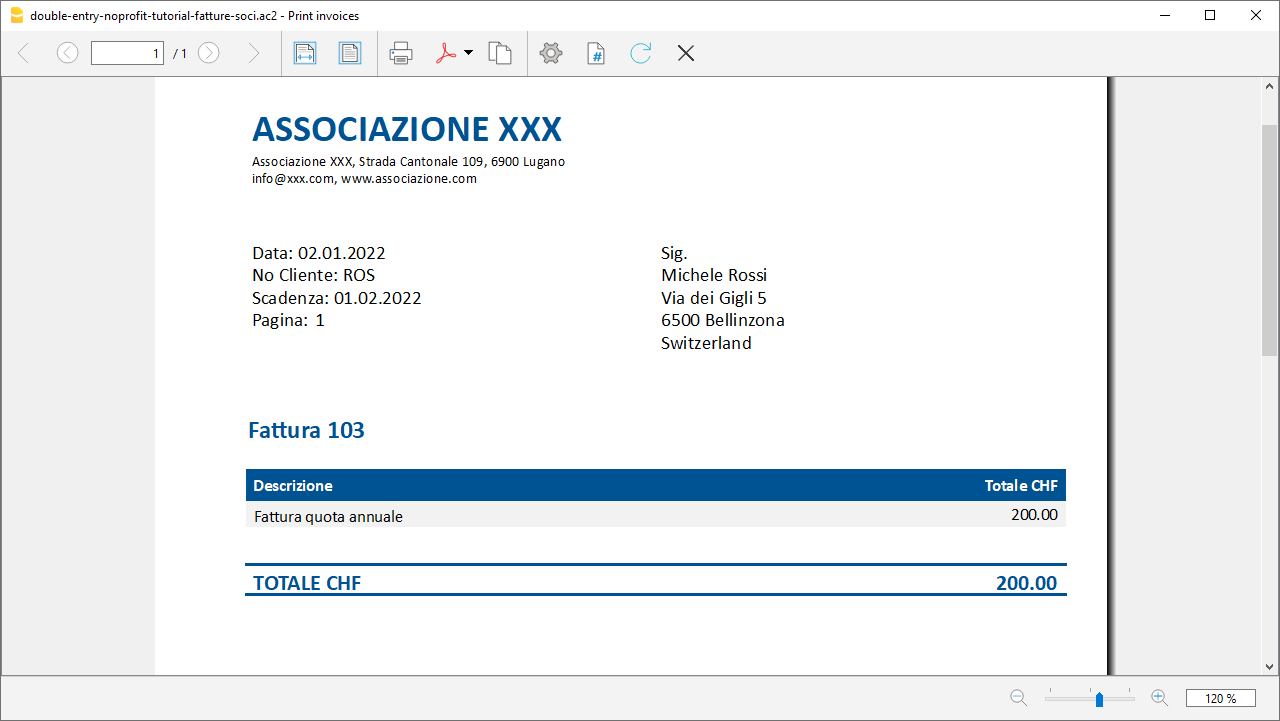 double-entry-noprofit-tutorial-fatture-soci.ac2 - Print invoices
1 / 1
#
ASSOCIAZIONE XXX
Associazione XXX, Strada Cantonale 109, 6900 Lugano
info@xxx.com, www.associazione.com
Data: 02.01.2022
No Cliente: ROS
Scadenza: 01.02.2022
Pagina: 1
Sig.
Michele Rossi
Via dei Gigli 5
6500 Bellinzona
Switzerland
Fattura 103
Descrizione Totale CHF
Fattura quota annuale 200.00
TOTALE CHF 200.00
120 %